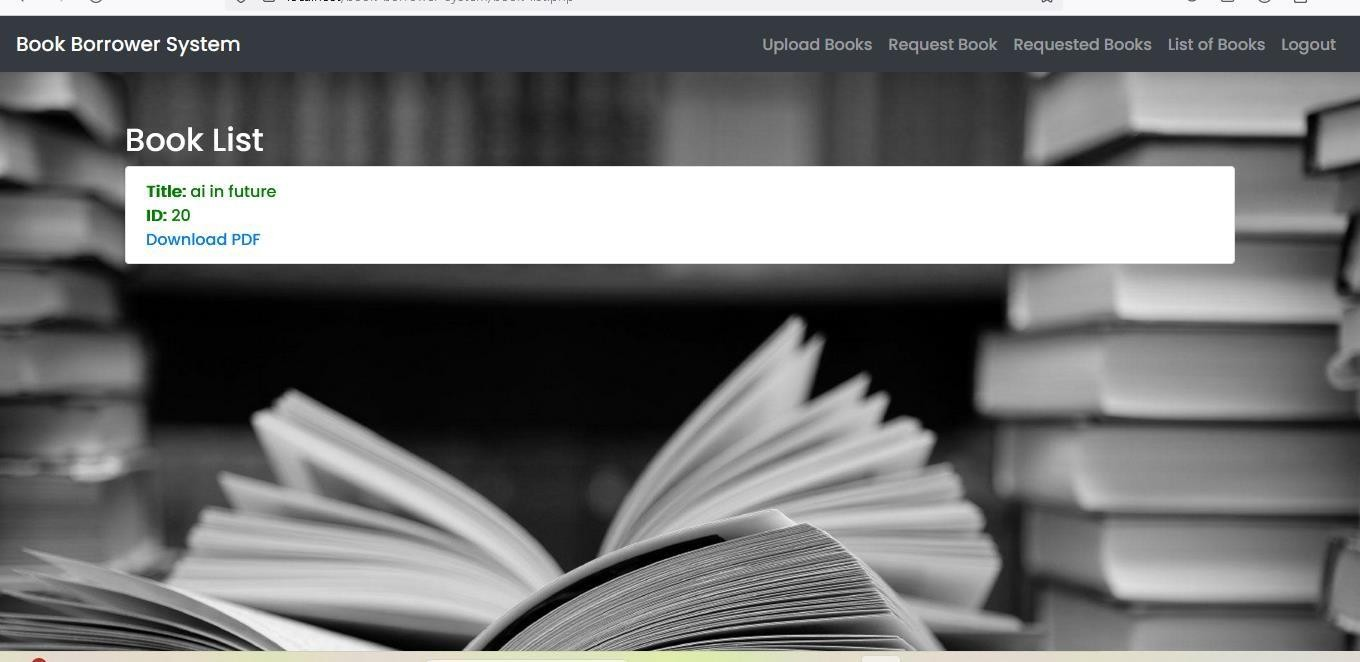 Book Borrower System
Upload Books Request Book Requested Books List of Books Logout
Book List
Title: ai in future
ID: 20
Download PDF